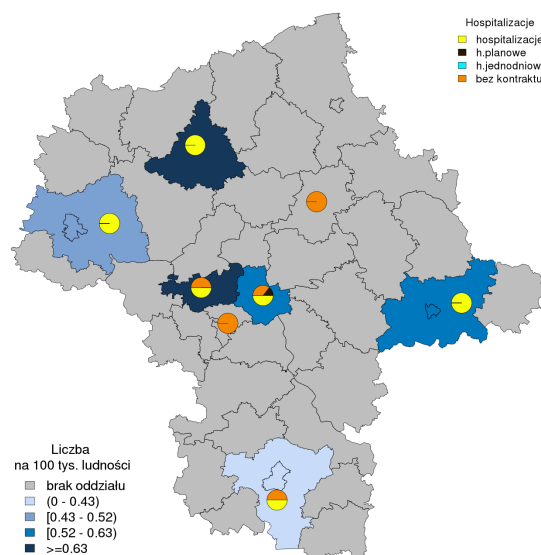 Hospitalizacje
hospitalizacje
h.planowe
h.jednodniow
bez kontraktu
Liczba
na 100 tys. ludności
brak oddziału
(0 - 0.43)
[0.43 - 0.52)
[0.52 - 0.63)
>=0.63